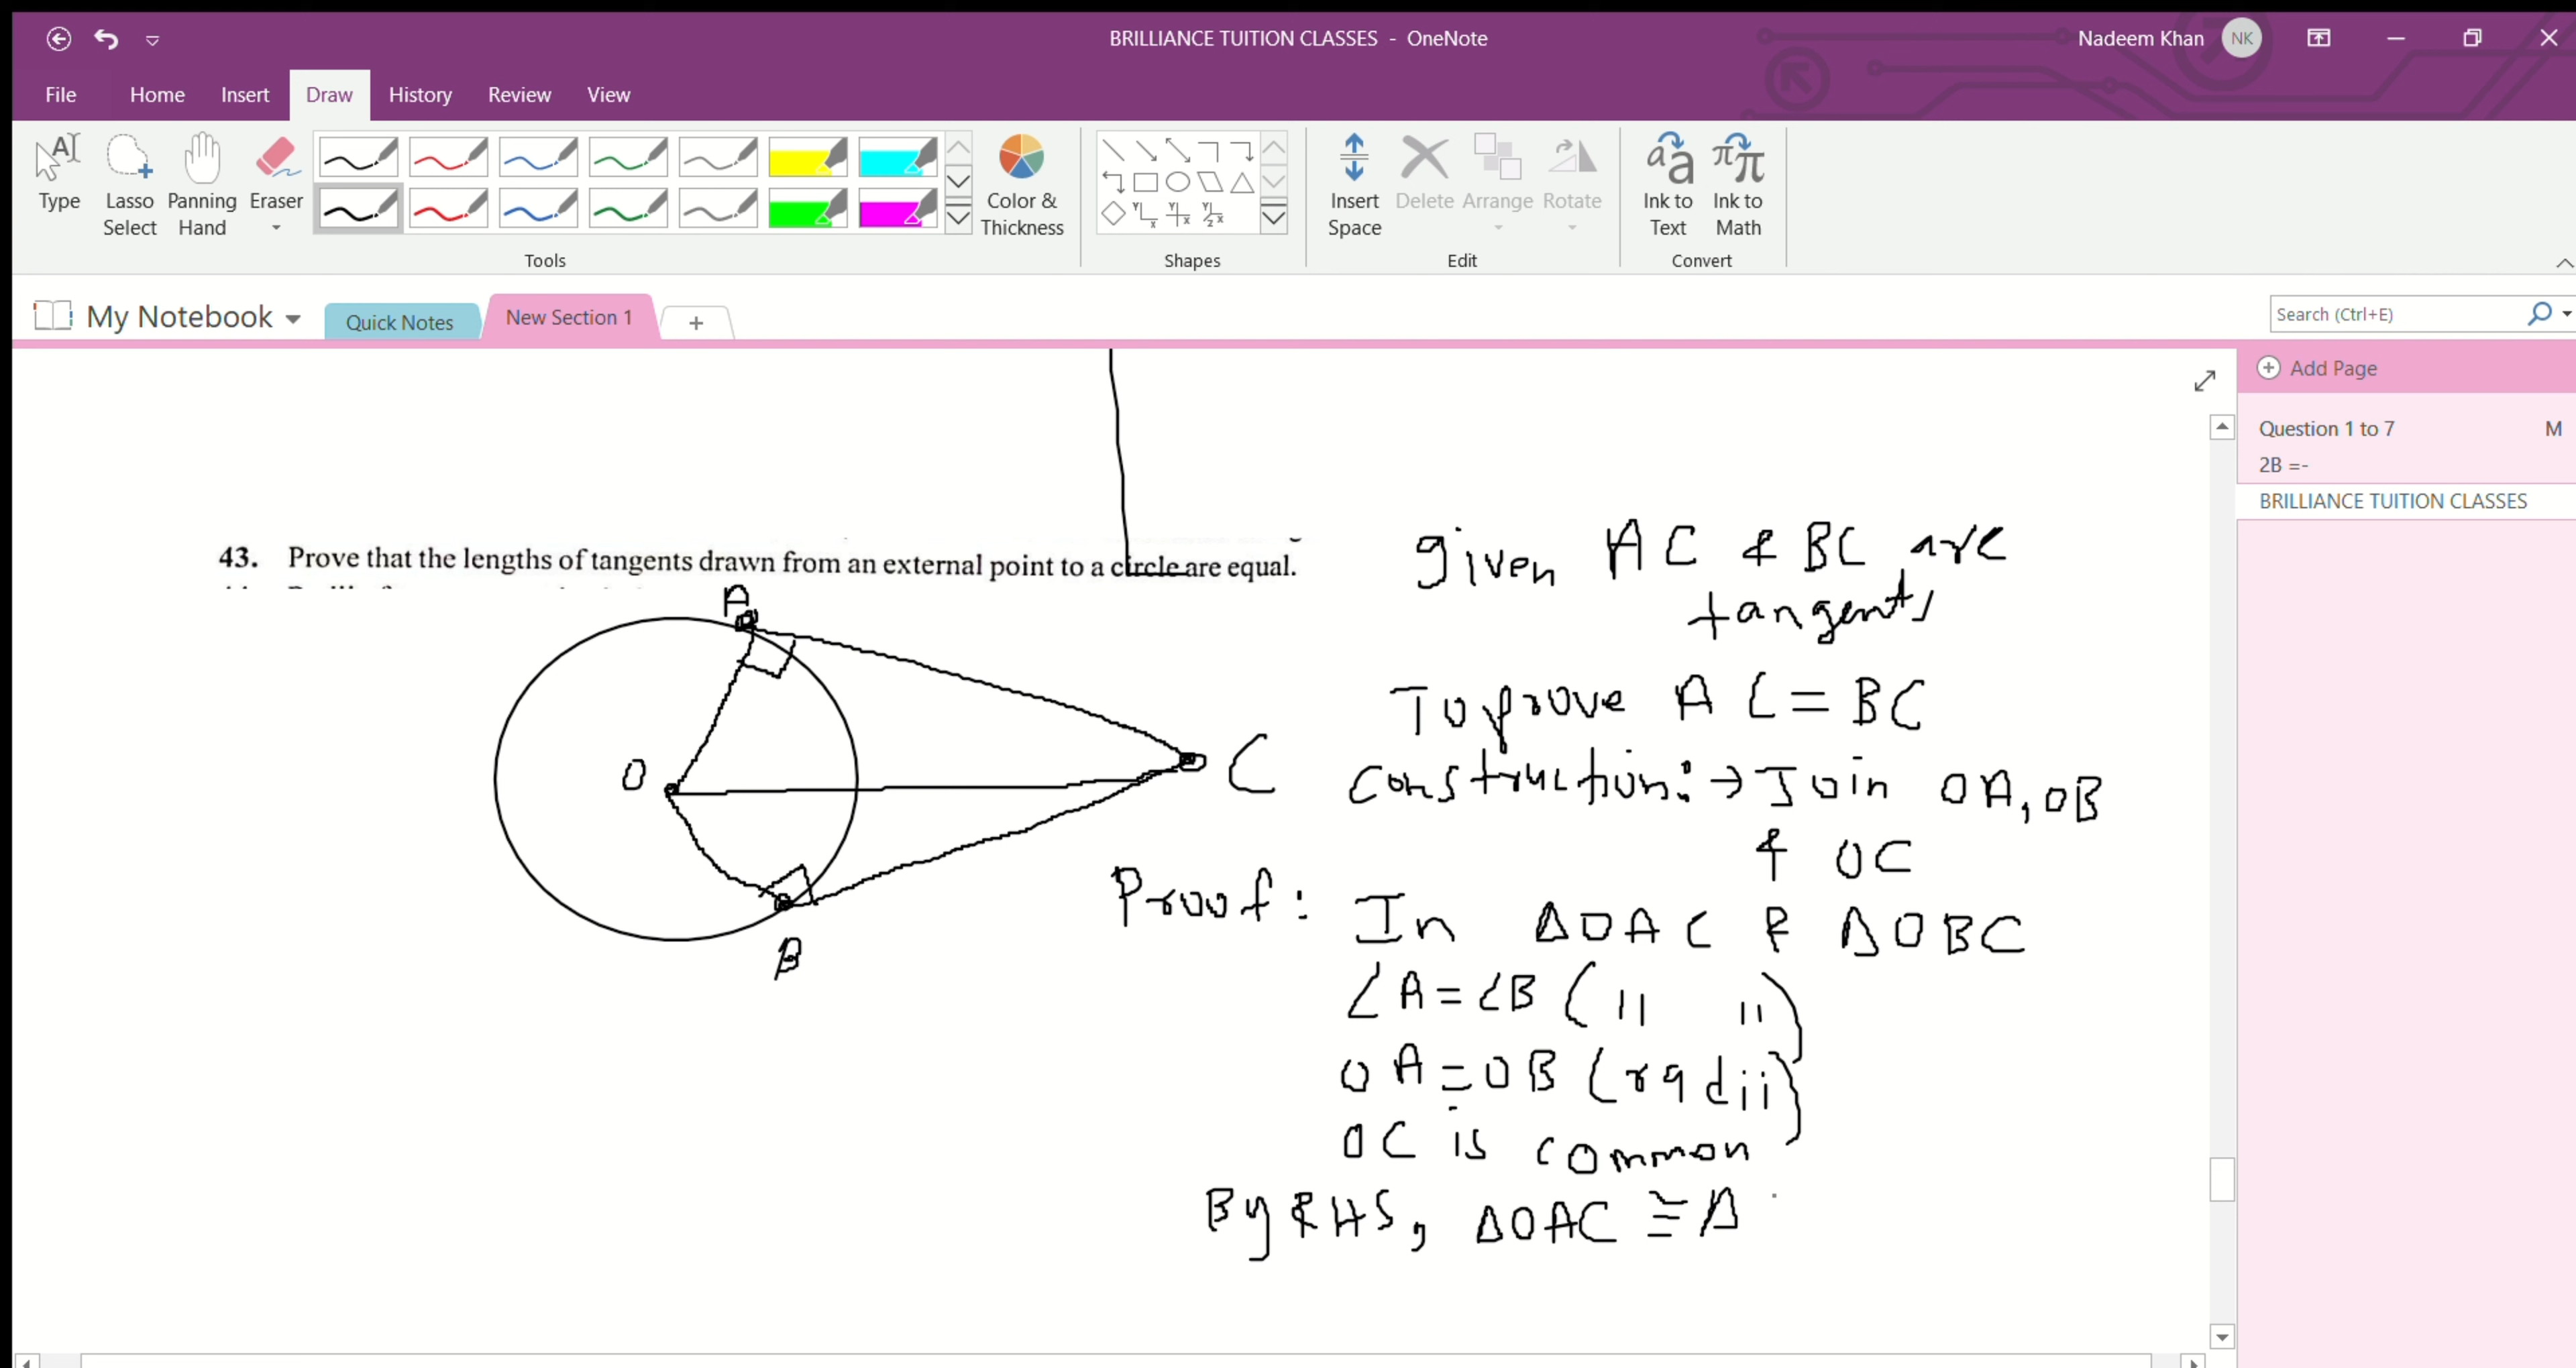 BRILLIANCE TUITION CLASSES - OneNote
Nadeem Khan NK
File Home Insert Draw History Review View
Type
Lasso Select
Panning Hand
Eraser
Color & Thickness
Insert Space
Delete
Arrange
Rotate
Ink to Text
Ink to Math
Tools
Shapes
Edit
Convert
My Notebook
Quick Notes
New Section 1
+
Search (Ctrl+E)
Add Page
Question 1 to 7 M
2B =-
BRILLIANCE TUITION CLASSES
43. Prove that the lengths of tangents drawn from an external point to a circle are equal.
A
O
C
B
given AC & BC are
tangents
To prove AC = BC
Construction: → Join OA, OB
& OC
Proof: In ΔOAC & ΔOBC
∠A = ∠B ( 11 11 )
OA = OB (radii)
OC is common
By RHS, ΔOAC ≅ Δ